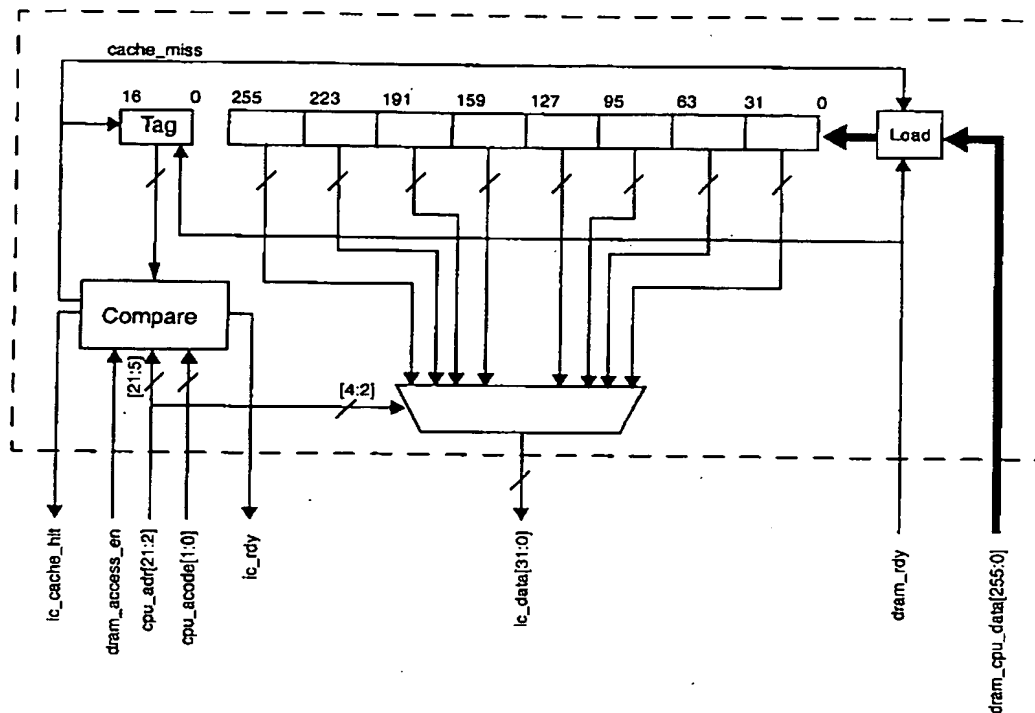 cache_miss
16 0 255 223 191 159 127 95 63 31 0
Tag
Load
Compare
[21:5]
[4:2]
ic_cache_hit
dram_access_en
cpu_adr[21:2]
cpu_acode[1:0]
ic_rdy
ic_data[31:0]
dram_rdy
dram_cpu_data[255:0]